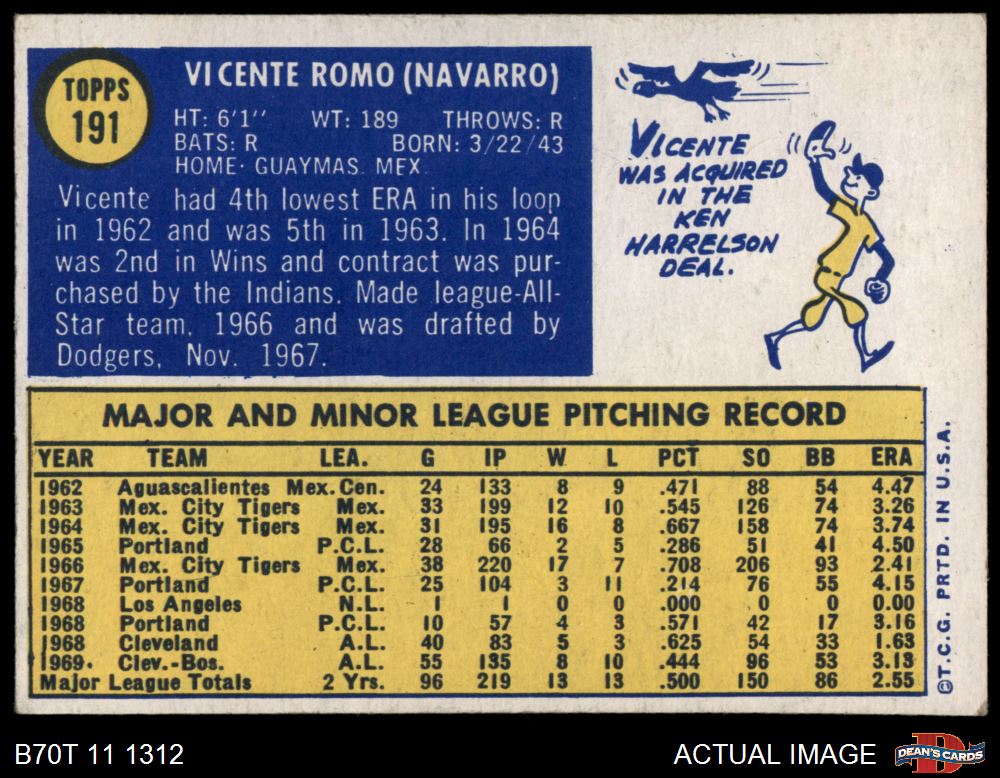 TOPPS
191
VICENTE ROMO (NAVARRO)
HT: 6'1'' WT: 189 THROWS: R
BATS: R BORN: 3/22/43
HOME· GUAYMAS. MEX
Vicente had 4th lowest ERA in his loop
in 1962 and was 5th in 1963. In 1964
was 2nd in Wins and contract was pur-
chased by the Indians. Made league-All-
Star team, 1966 and was drafted by
Dodgers, Nov. 1967.
VICENTE
WAS ACQUIRED
IN THE
KEN
HARRELSON
DEAL.
MAJOR AND MINOR LEAGUE PITCHING RECORD
YEAR TEAM LEA. G IP W L PCT SO BB ERA
1962 Aguascalientes Mex. Cen. 24 133 8 9 .471 88 54 4.47
1963 Mex. City Tigers Mex. 33 199 12 10 .545 126 74 3.26
1964 Mex. City Tigers Mex. 31 195 16 8 .667 158 74 3.74
1965 Portland P.C.L. 28 66 2 5 .286 51 41 4.50
1966 Mex. City Tigers Mex. 38 220 17 7 .708 206 93 2.41
1967 Portland P.C.L. 25 104 3 11 .214 76 55 4.15
1968 Los Angeles N.L. 1 1 0 0 .000 0 0 0.00
1968 Portland P.C.L. 10 57 4 3 .571 42 17 3.16
1968 Cleveland A.L. 40 83 5 3 .625 54 33 1.63
1969· Clev.-Bos. A.L. 55 135 8 10 .444 96 53 3.13
Major League Totals 2 Yrs. 96 219 13 13 .500 150 86 2.55
©T.C.G. PRTD. IN U.S.A.
B70T 11 1312
ACTUAL IMAGE
DEAN'S CARDS